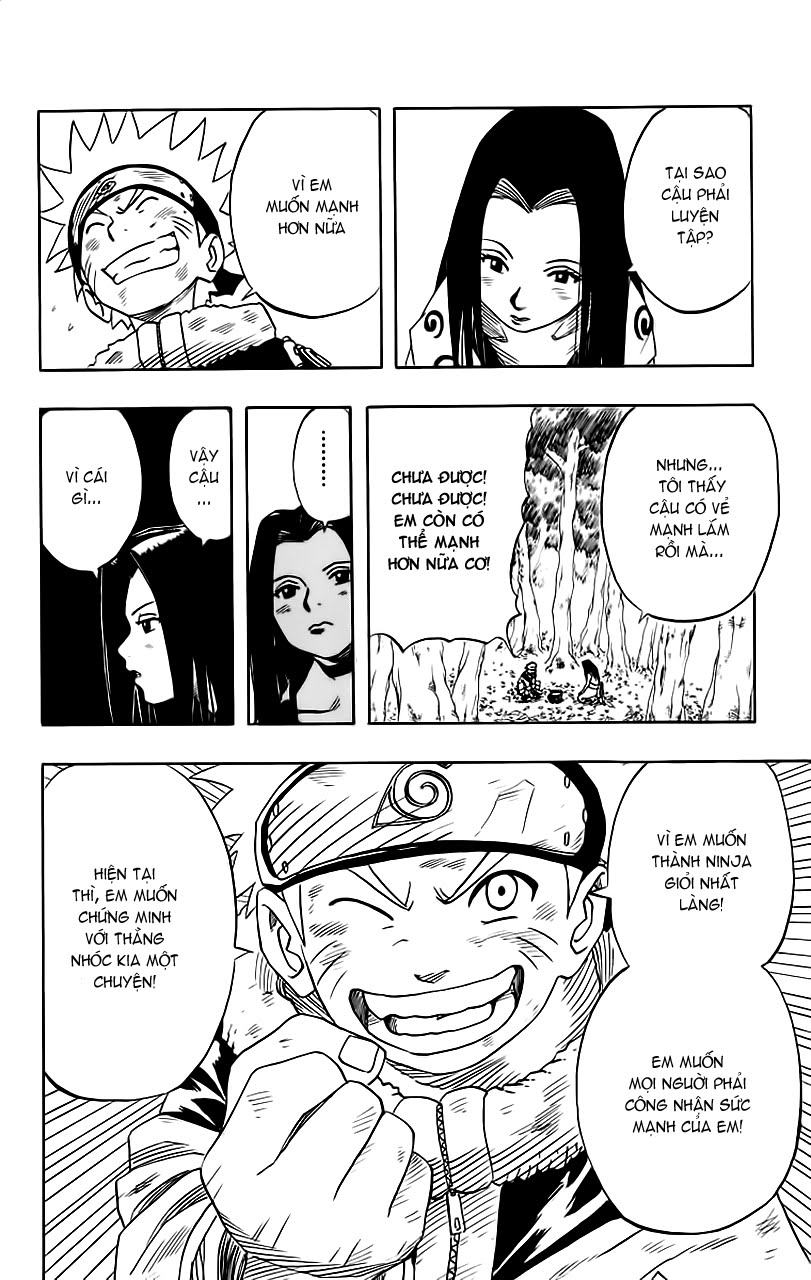 TẠI SAO
CẬU PHẢI
LUYỆN
TẬP?
VÌ EM
MUỐN MẠNH
HƠN NỮA
NHƯNG...
TÔI THẤY
CẬU CÓ VẺ
MẠNH LẮM
RỒI MÀ...
CHƯA ĐƯỢC!
CHƯA ĐƯỢC!
EM CÒN CÓ
THỂ MẠNH
HƠN NỮA CƠ!
.......
VẬY
CẬU
...
VÌ CÁI
GÌ...
VÌ EM MUỐN
THÀNH NINJA
GIỎI NHẤT
LÀNG!
EM MUỐN
MỌI NGƯỜI PHẢI
CÔNG NHẬN SỨC
MẠNH CỦA EM!
HIỆN TẠI
THÌ, EM MUỐN
CHỨNG MINH
VỚI THẰNG
NHÓC KIA MỘT
CHUYỆN!